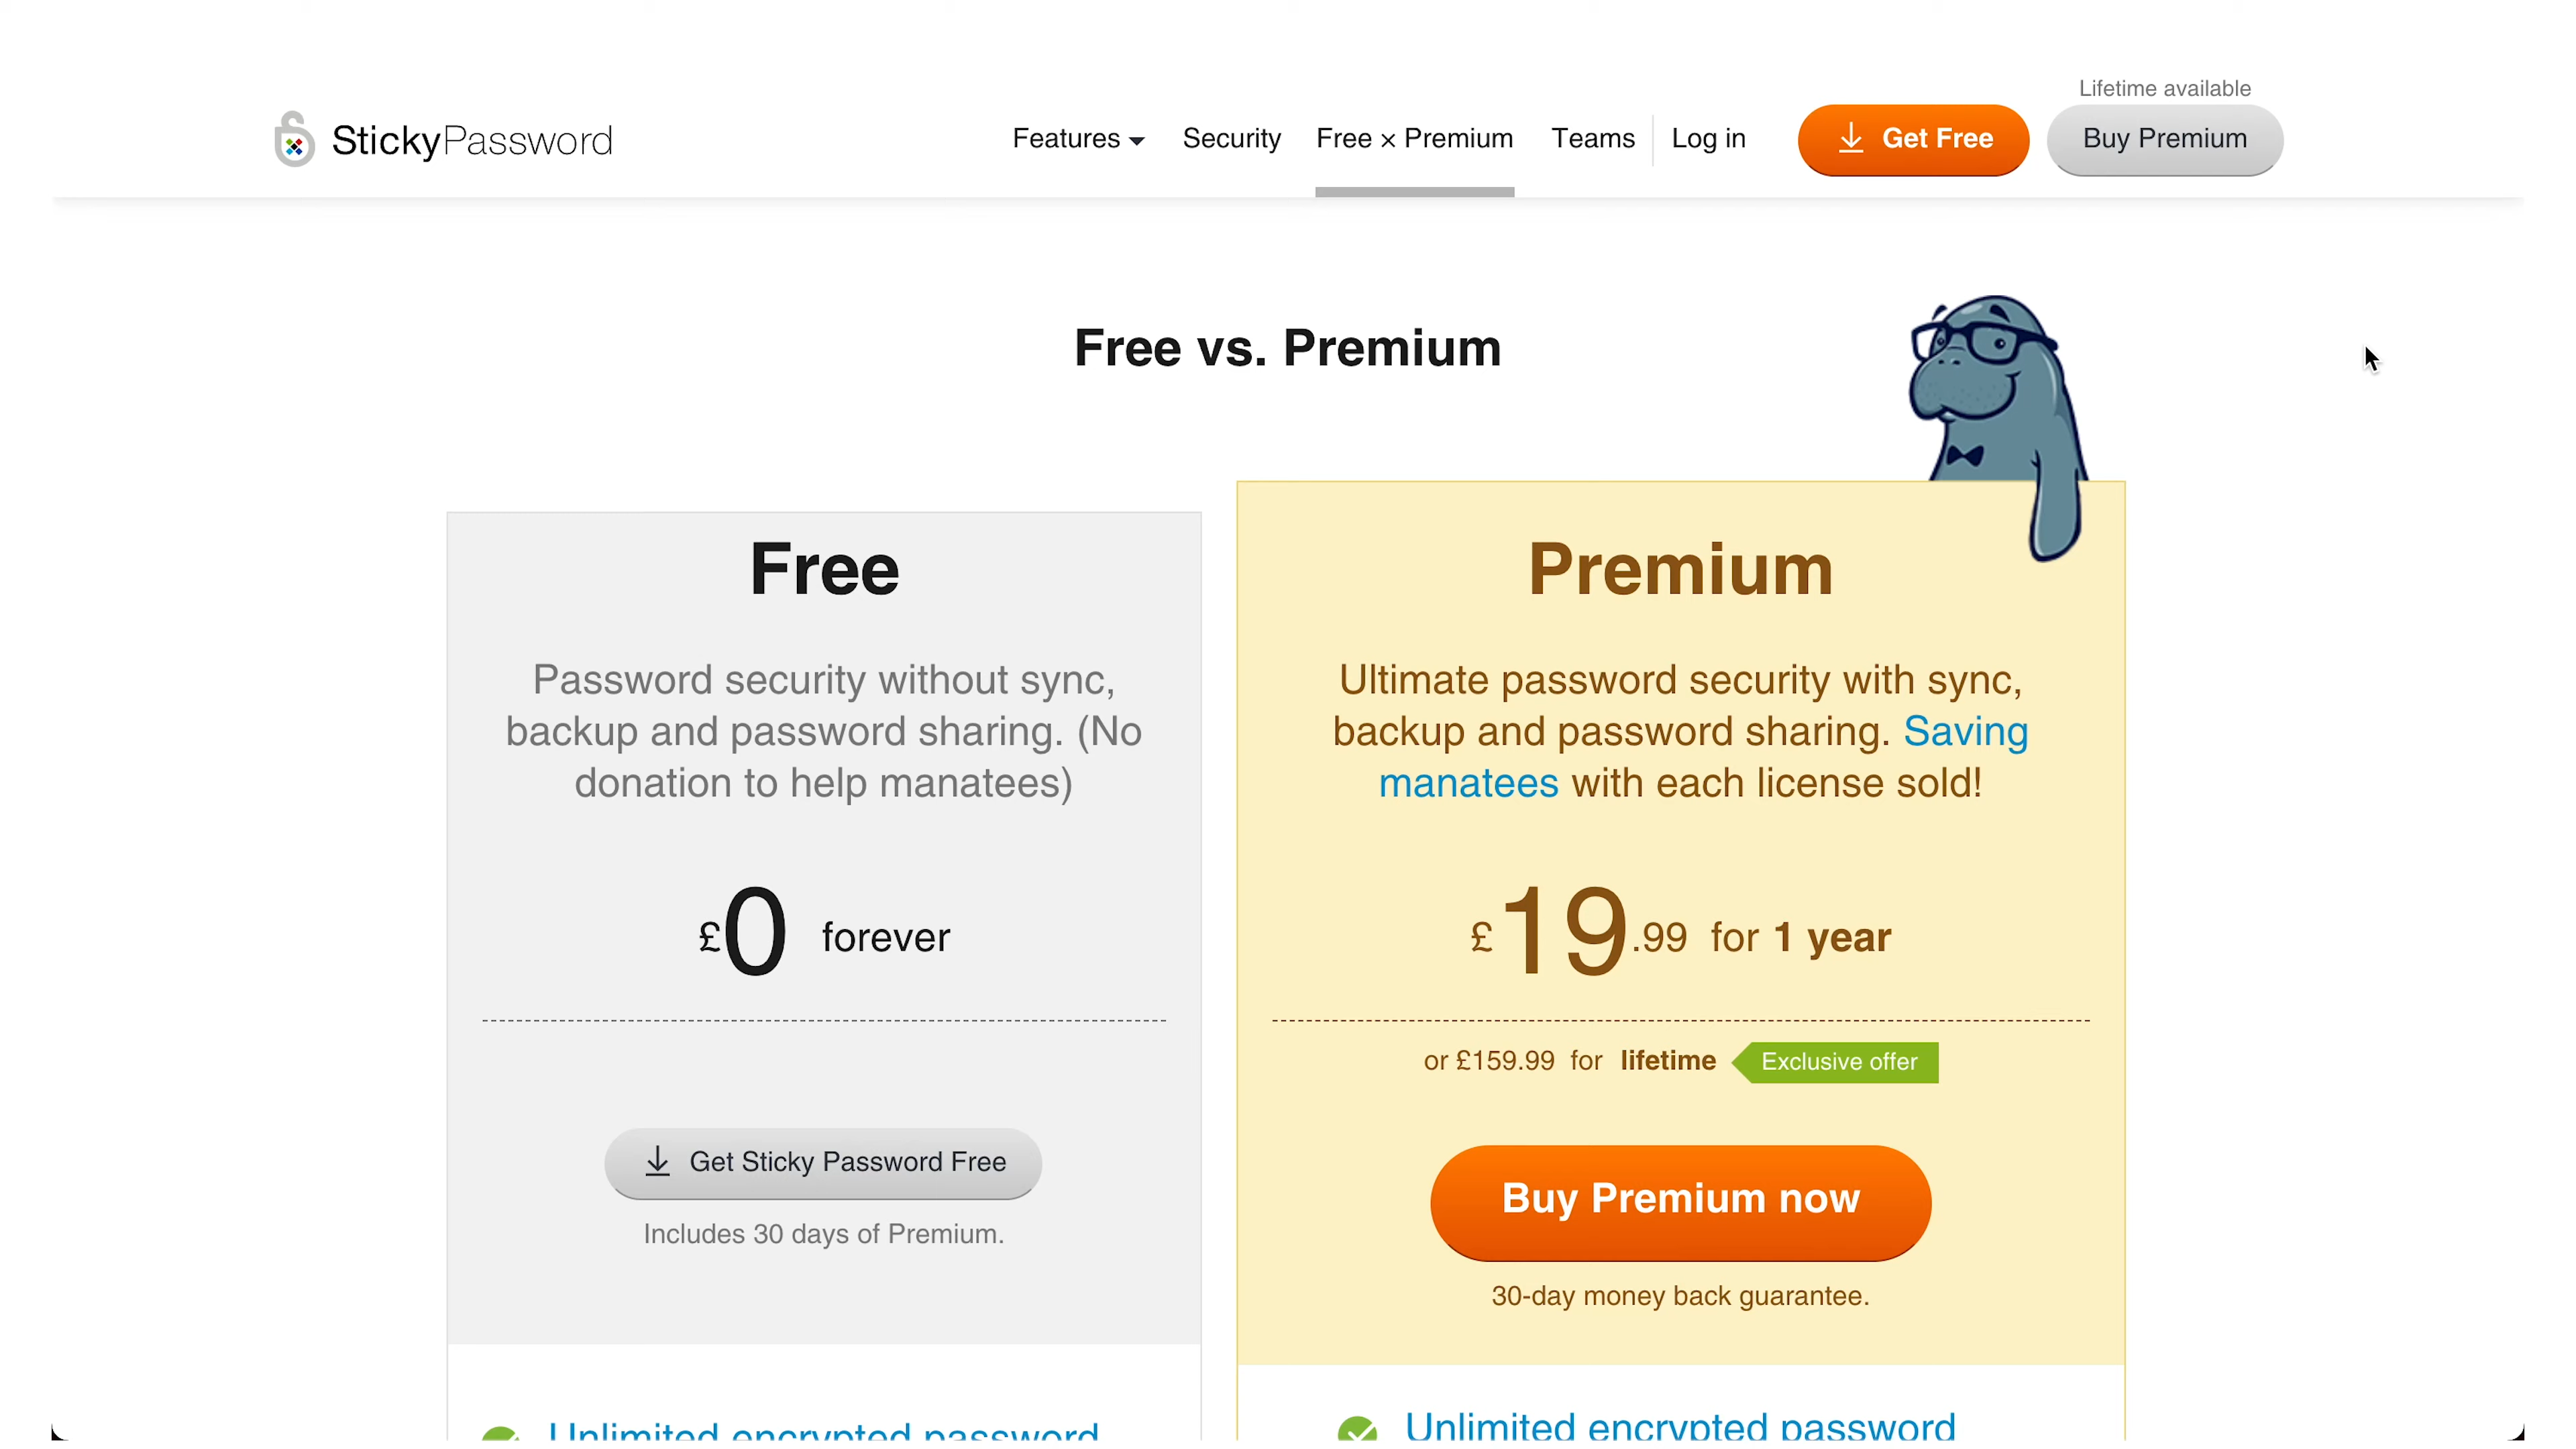 Lifetime available
StickyPassword
Features
Security
Free × Premium
Teams
Log in
Get Free
Buy Premium
Free vs. Premium
Free
Password security without sync,
backup and password sharing. (No
donation to help manatees)
£0 forever
Get Sticky Password Free
Includes 30 days of Premium.
Unlimited encrypted password
Premium
Ultimate password security with sync,
backup and password sharing. Saving
manatees with each license sold!
£19.99 for 1 year
or £159.99 for lifetime
Exclusive offer
Buy Premium now
30-day money back guarantee.
Unlimited encrypted password